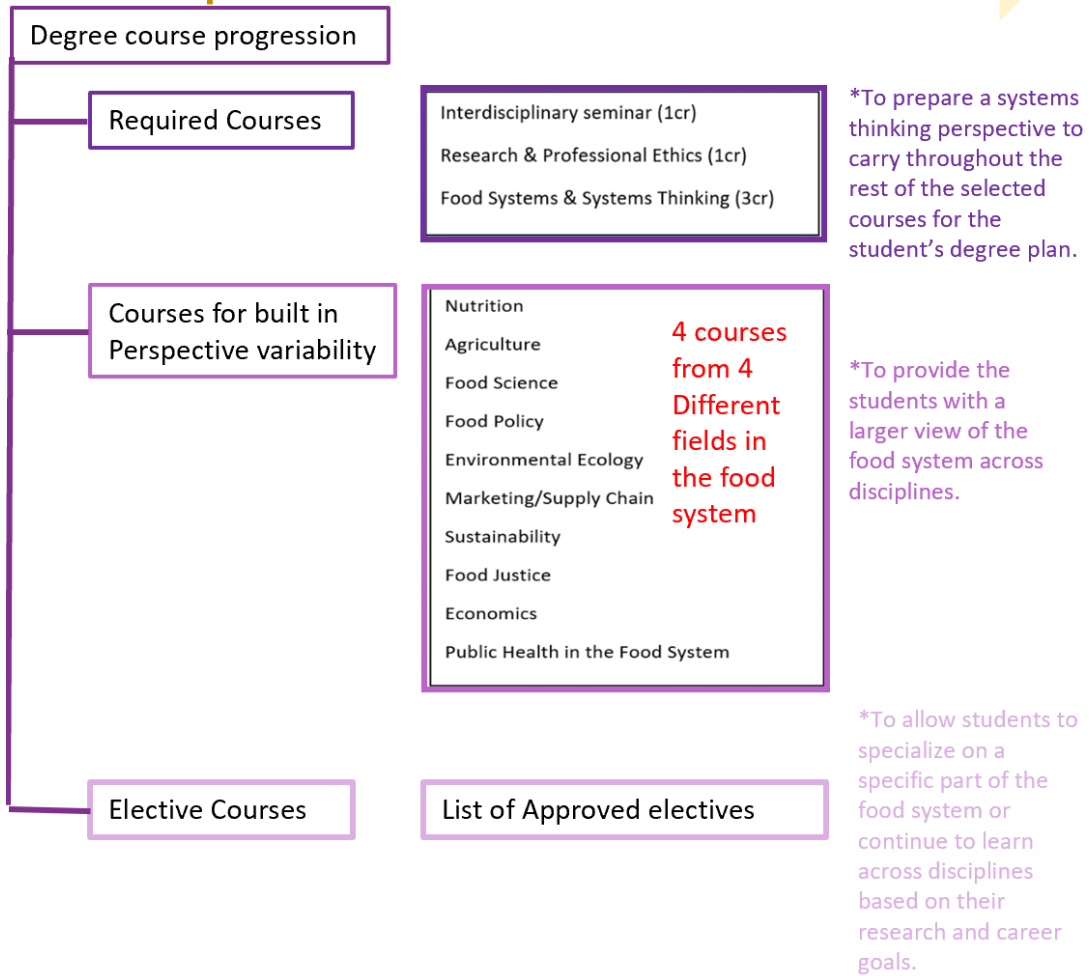 Degree course progression
Required Courses
Interdisciplinary seminar (1cr)
Research & Professional Ethics (1cr)
Food Systems & Systems Thinking (3cr)
*To prepare a systems
thinking perspective to
carry throughout the
rest of the selected
courses for the
student’s degree plan.
Courses for built in
Perspective variability
Nutrition
Agriculture
Food Science
Food Policy
Environmental Ecology
Marketing/Supply Chain
Sustainability
Food Justice
Economics
Public Health in the Food System
4 courses
from 4
Different
fields in
the food
system
*To provide the
students with a
larger view of the
food system across
disciplines.
Elective Courses
List of Approved electives
*To allow students to
specialize on a
specific part of the
food system or
continue to learn
across disciplines
based on their
research and career
goals.